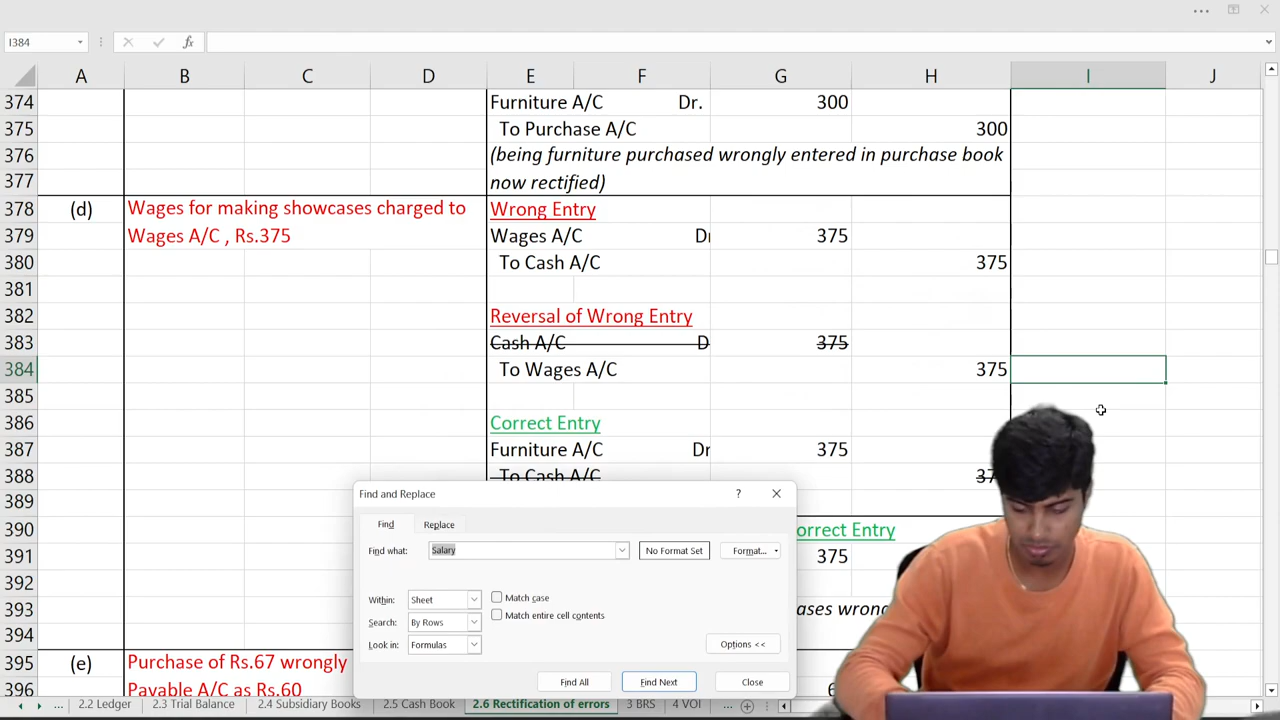 I384
fx
A B C D E F G H I J
374 Furniture A/C Dr. 300
375 To Purchase A/C 300
376 (being furniture purchased wrongly entered in purchase book
377 now rectified)
378 (d) Wages for making showcases charged to Wrong Entry
379 Wages A/C , Rs.375 Wages A/C 375
380 To Cash A/C 375
381
382 Reversal of Wrong Entry
383 Cash A/C 375
384 To Wages A/C 375
385
386 Correct Entry
387 Furniture A/C 375
388 To Cash A/C
389
390 orrect Entry
391 375
392
393 ases
394
395 (e) Purchase of Rs.67 wrongly
396 Payable A/C as Rs.60
Find and Replace ?
Find Replace
Find what: Salary No Format Set Format...
Within: Sheet Match case
Search: By Rows Match entire cell contents
Look in: Formulas Options <<
Find All Find Next Close
... 2.2 Ledger 2.3 Trial Balance 2.4 Subsidiary Books 2.5 Cash Book 2.6 Rectification of errors 3 BRS 4 VOI ...